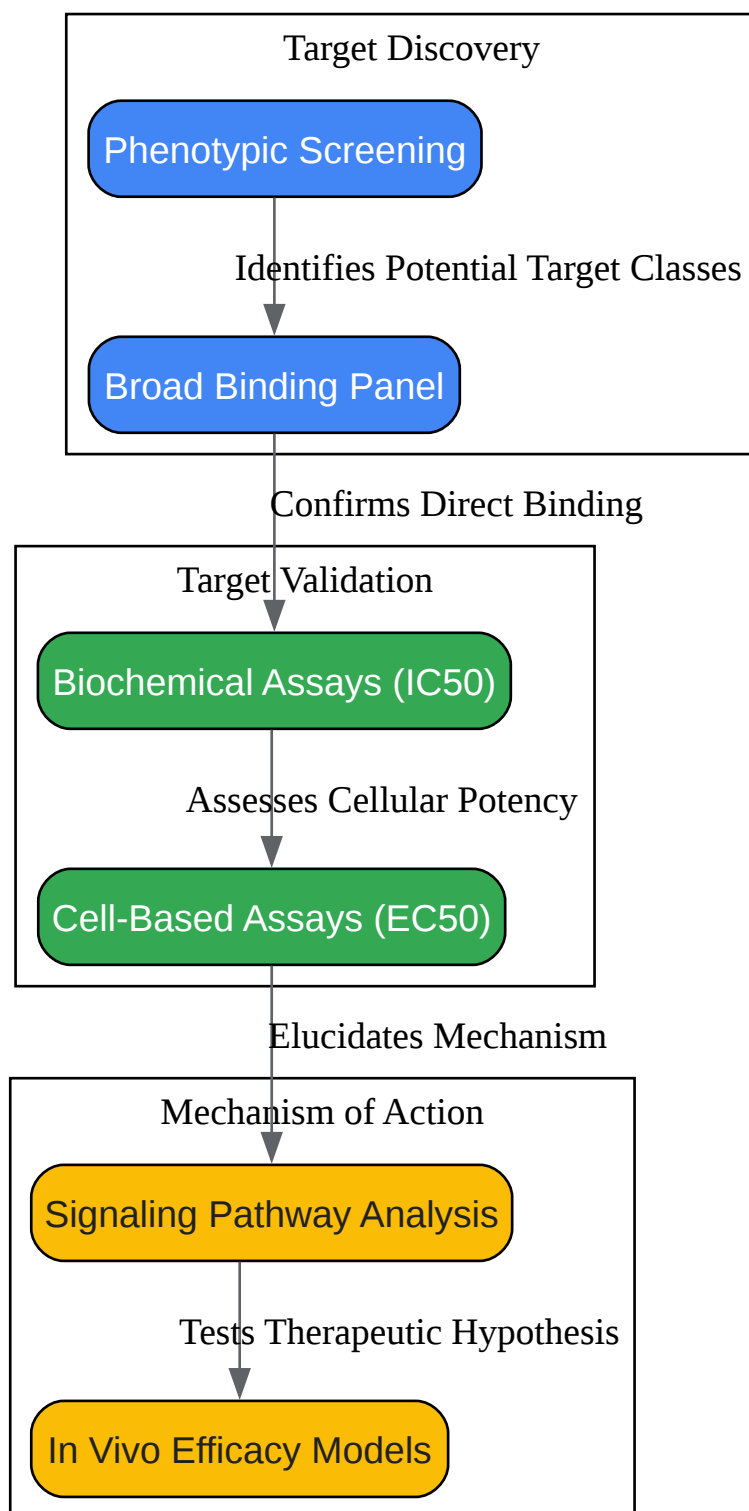 Target Discovery
Phenotypic Screening
Identifies Potential Target Classes
Broad Binding Panel
Confirms Direct Binding
Target Validation
Biochemical Assays (IC50)
Assesses Cellular Potency
Cell-Based Assays (EC50)
Elucidates Mechanism
Mechanism of Action
Signaling Pathway Analysis
Tests Therapeutic Hypothesis
In Vivo Efficacy Models